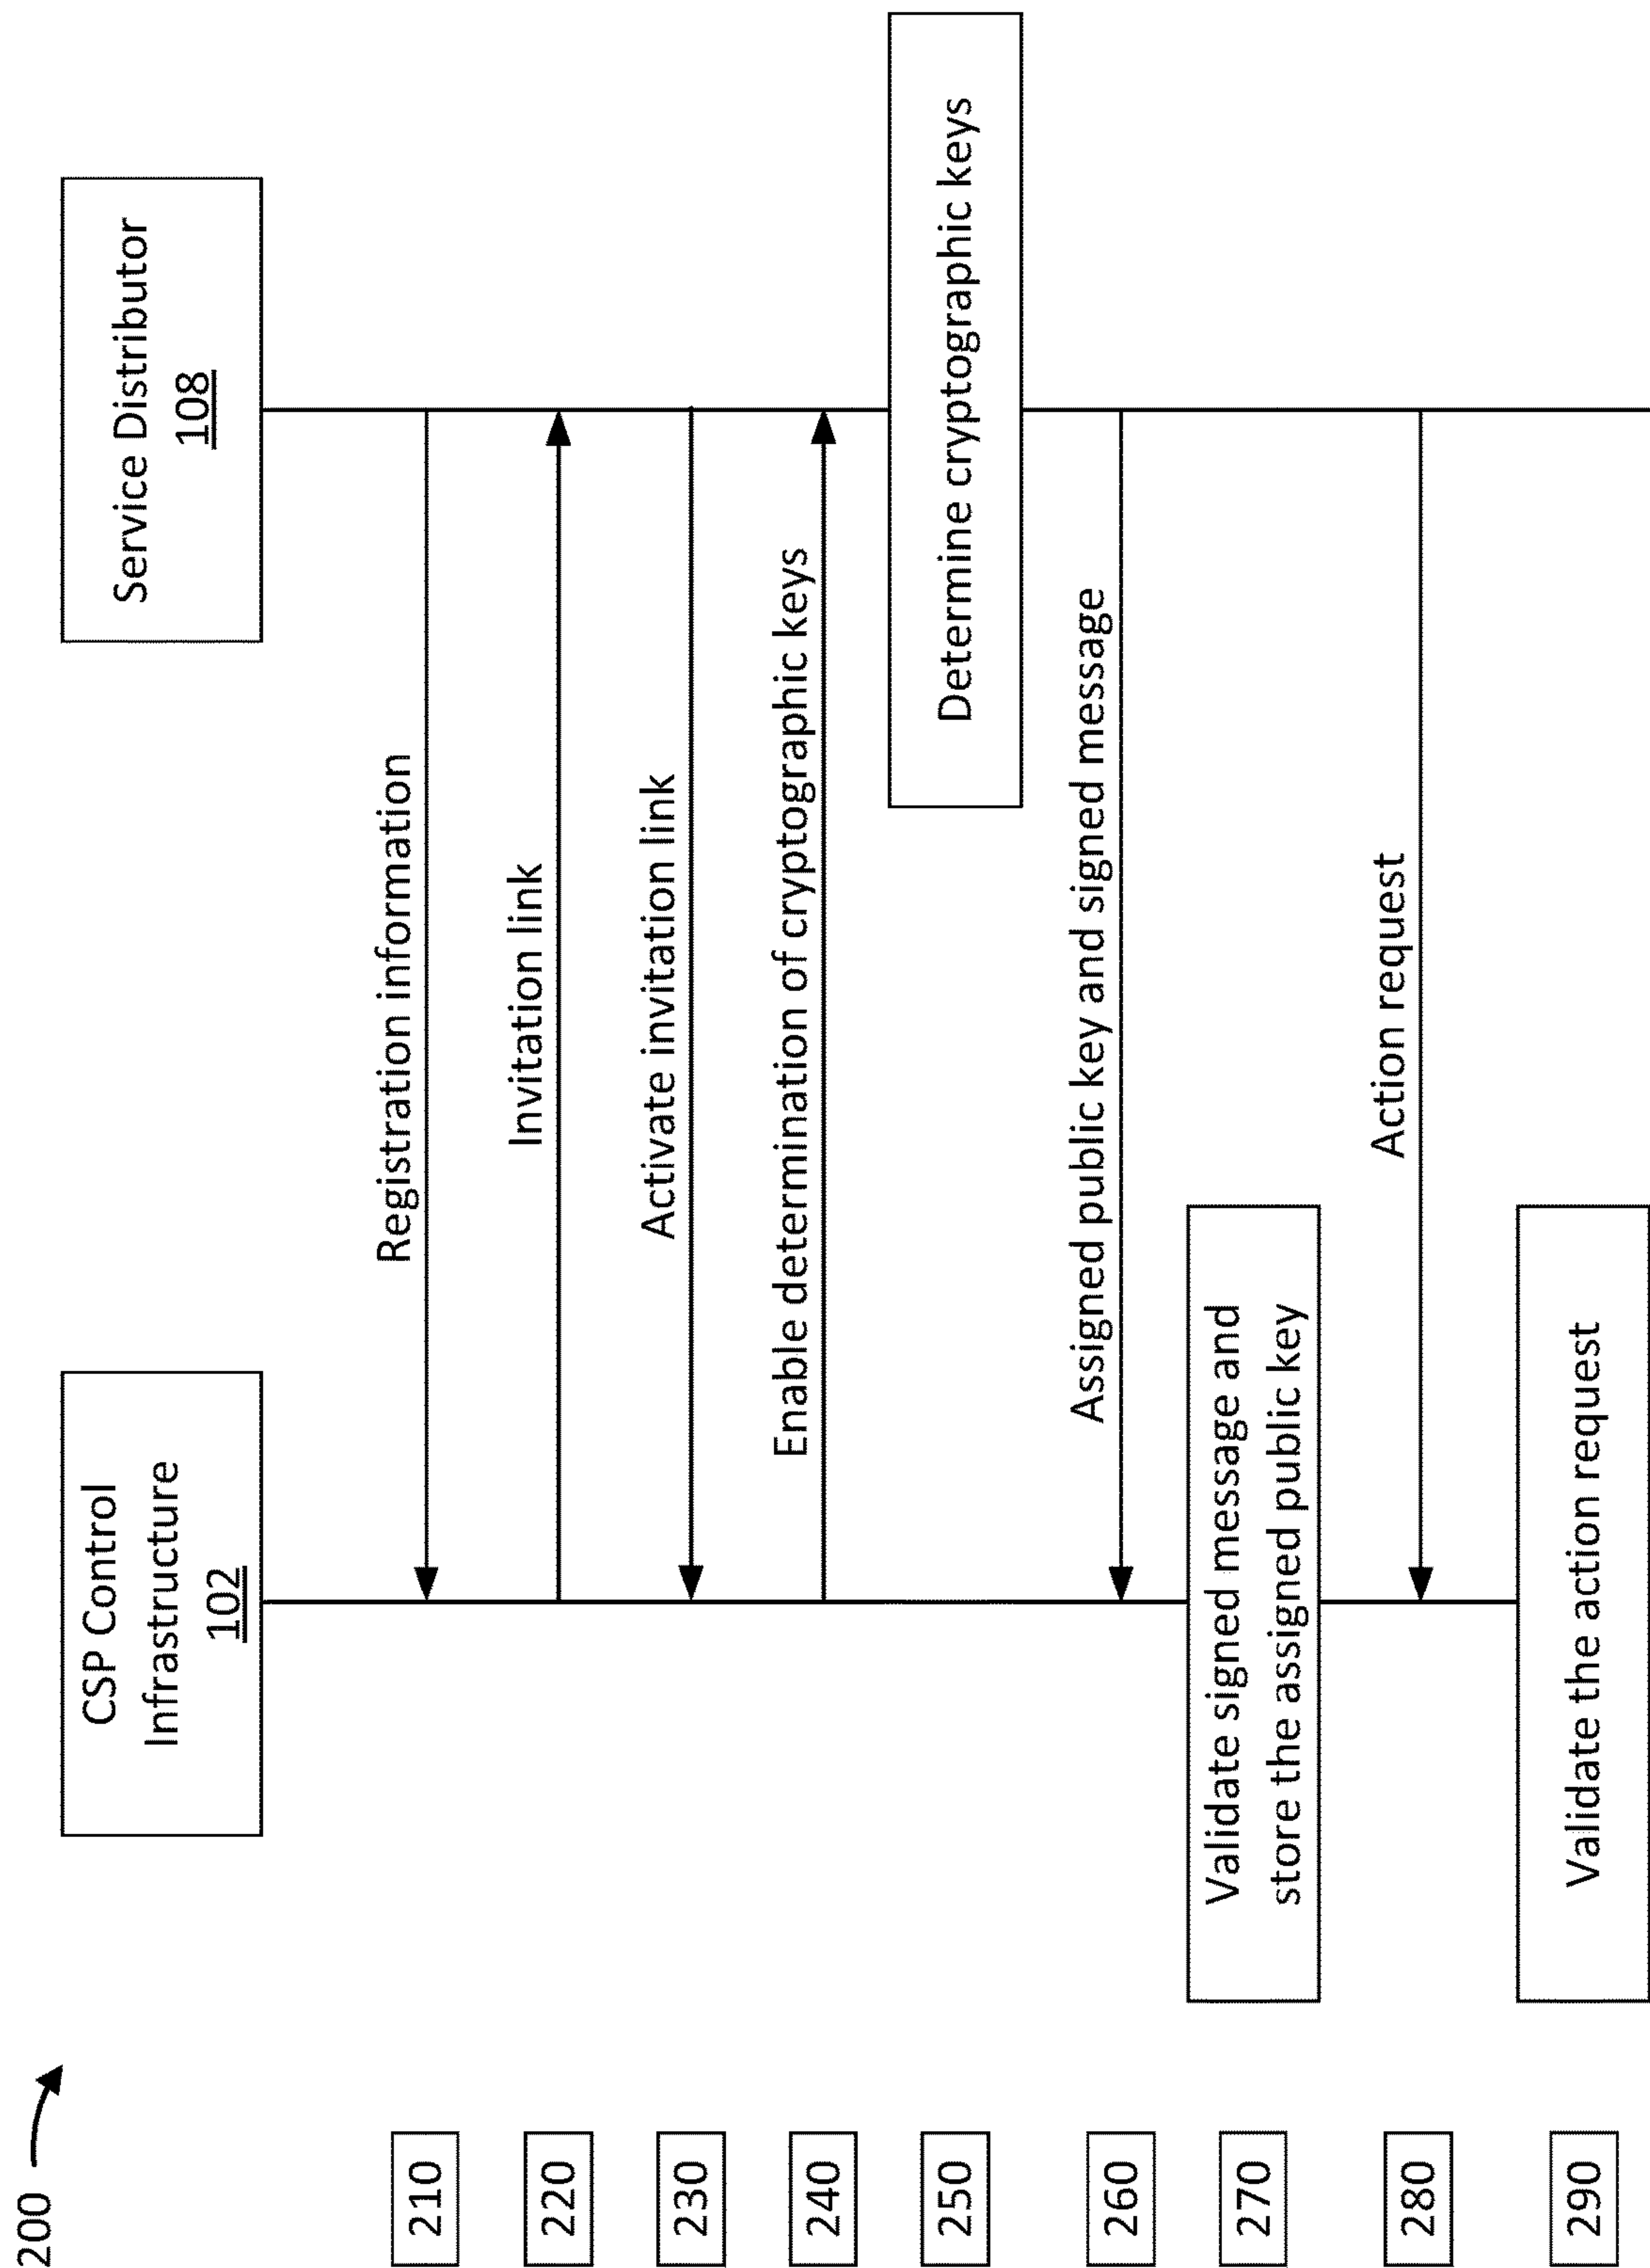 200
CSP Control
Infrastructure
102
Service Distributor
108
210
Registration information
220
Invitation link
230
Activate invitation link
240
Enable determination of cryptographic keys
250
Determine cryptographic keys
260
Assigned public key and signed message
270
Validate signed message and
store the assigned public key
280
Action request
290
Validate the action request